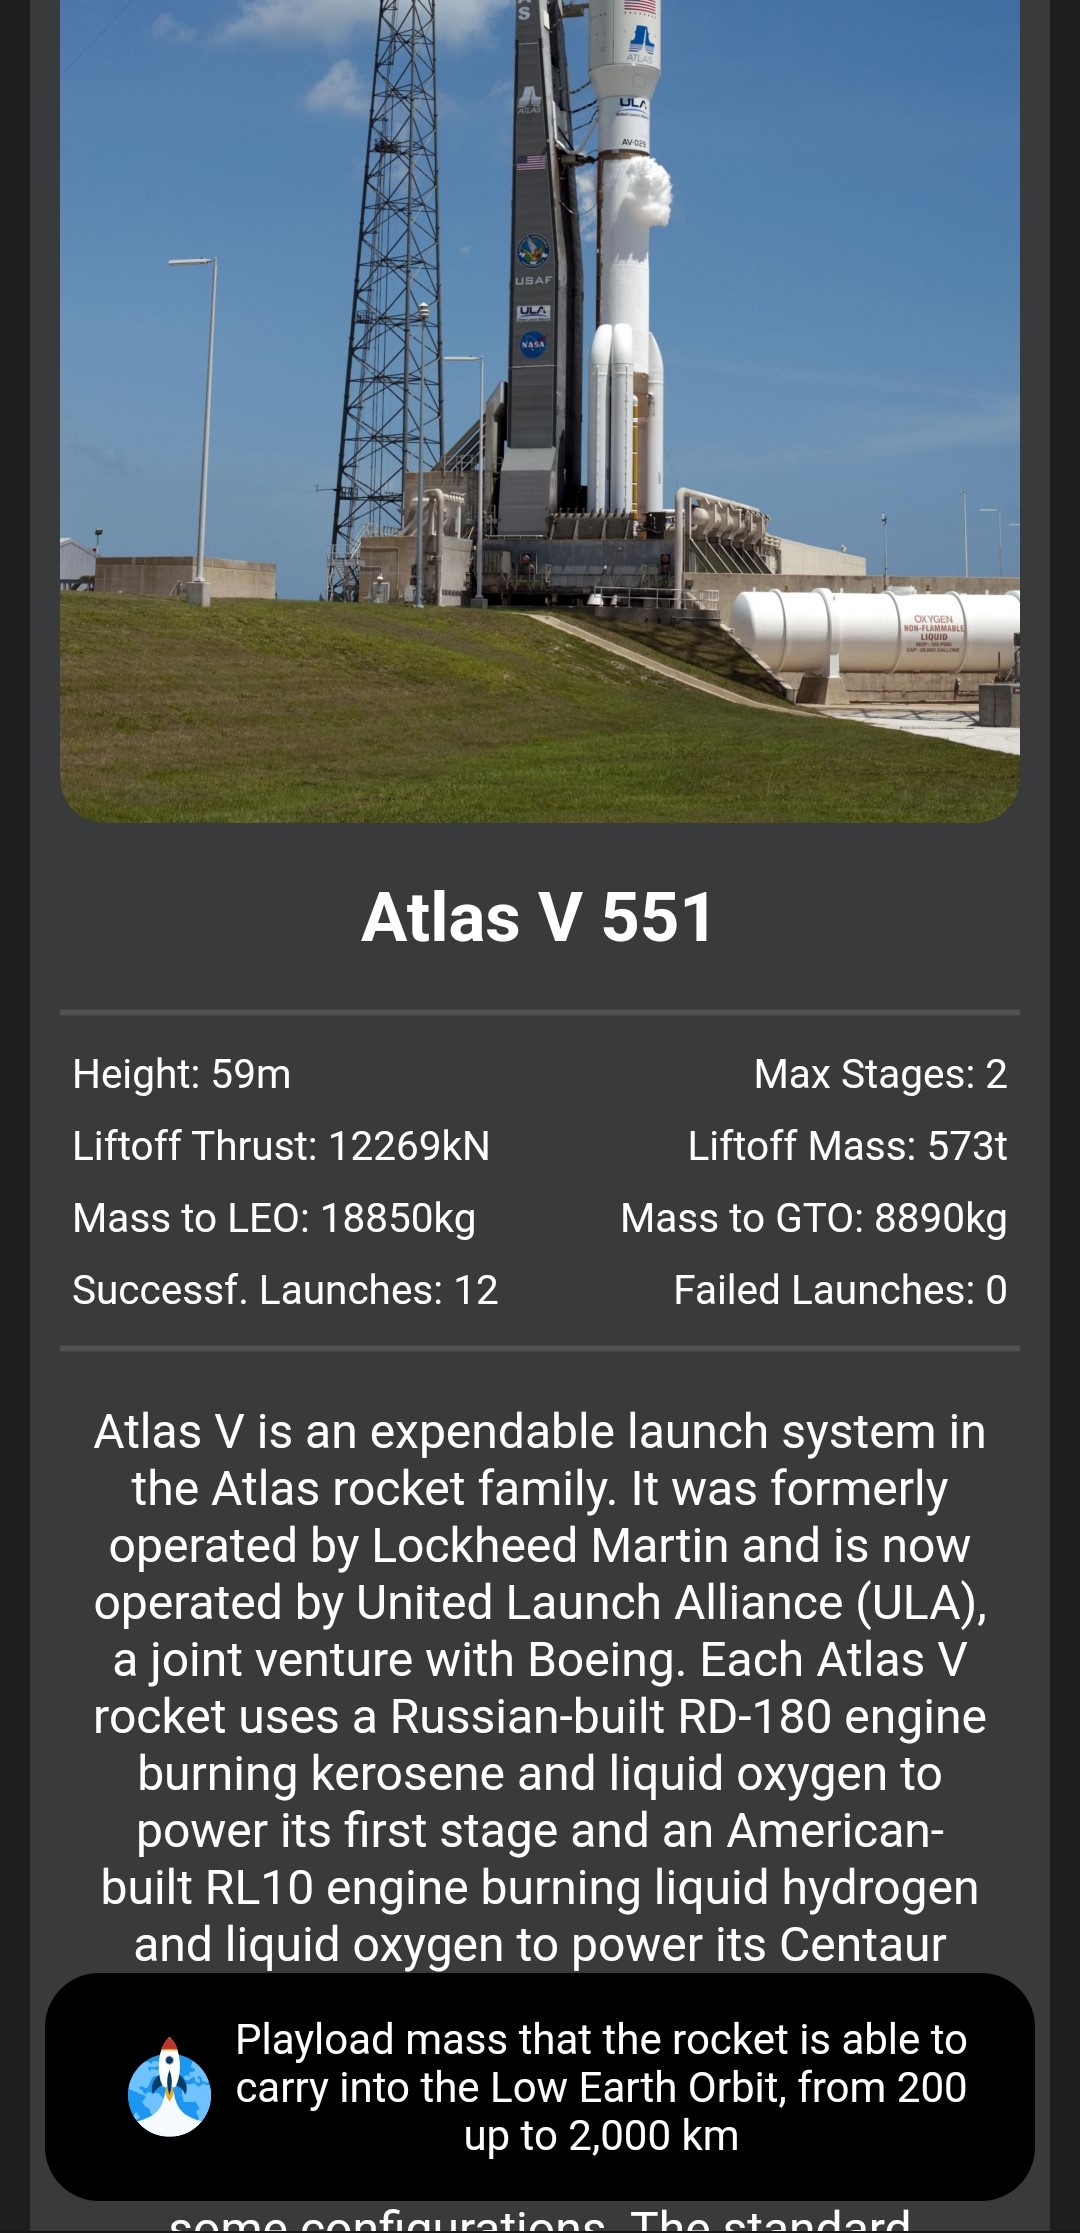 AS
ATLAS
ATLAS
ULA
AV-029
USAF
ULA
NASA
OXYGEN
NON-FLAMMABLE
LIQUID
Atlas V 551
Height: 59m
Max Stages: 2
Liftoff Thrust: 12269kN
Liftoff Mass: 573t
Mass to LEO: 18850kg
Mass to GTO: 8890kg
Successf. Launches: 12
Failed Launches: 0
Atlas V is an expendable launch system in
the Atlas rocket family. It was formerly
operated by Lockheed Martin and is now
operated by United Launch Alliance (ULA),
a joint venture with Boeing. Each Atlas V
rocket uses a Russian-built RD-180 engine
burning kerosene and liquid oxygen to
power its first stage and an American-
built RL10 engine burning liquid hydrogen
and liquid oxygen to power its Centaur
Playload mass that the rocket is able to
carry into the Low Earth Orbit, from 200
up to 2,000 km
some configurations. The standard